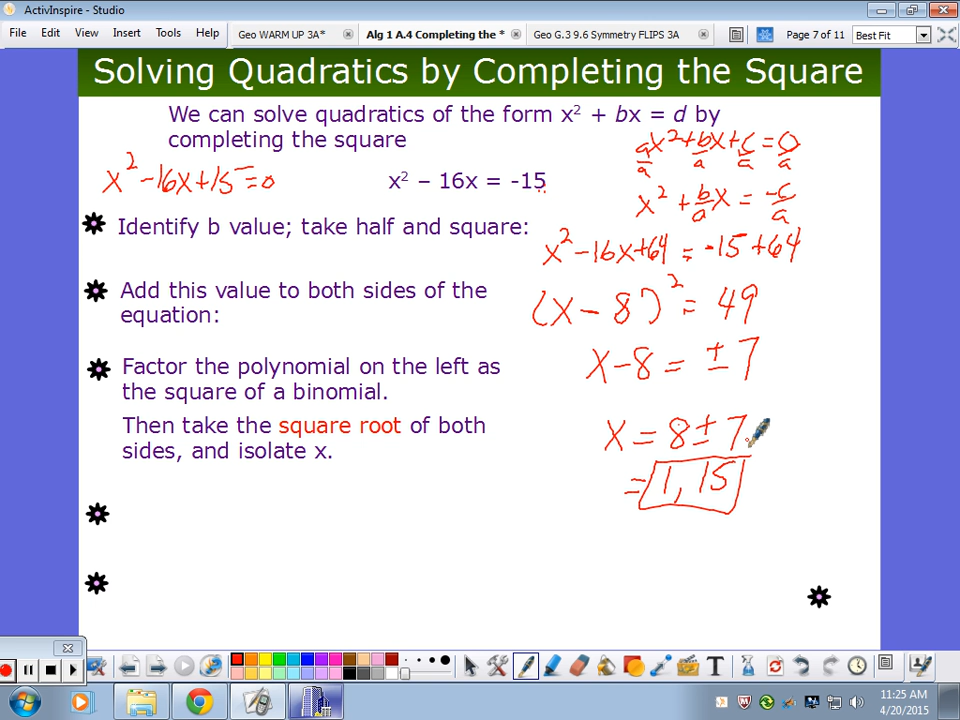 ActivInspire - Studio
File Edit View Insert Tools Help
Geo WARM UP 3A* Alg 1 A.4 Completing the * Geo G.3 9.6 Symmetry FLIPS 3A
Page 7 of 11 Best Fit
Solving Quadratics by Completing the Square
We can solve quadratics of the form x² + bx = d by
completing the square
ax²/a + bx/a + c/a = 0/a
x² - 16x + 15 = 0
x² – 16x = -15
x² + b/a x = -c/a
Identify b value; take half and square:
x² - 16x + 64 = -15 + 64
Add this value to both sides of the
equation:
(x - 8)² = 49
Factor the polynomial on the left as
the square of a binomial.
x - 8 = ± 7
Then take the square root of both
sides, and isolate x.
x = 8 ± 7
= 1, 15
T
11:25 AM
4/20/2015